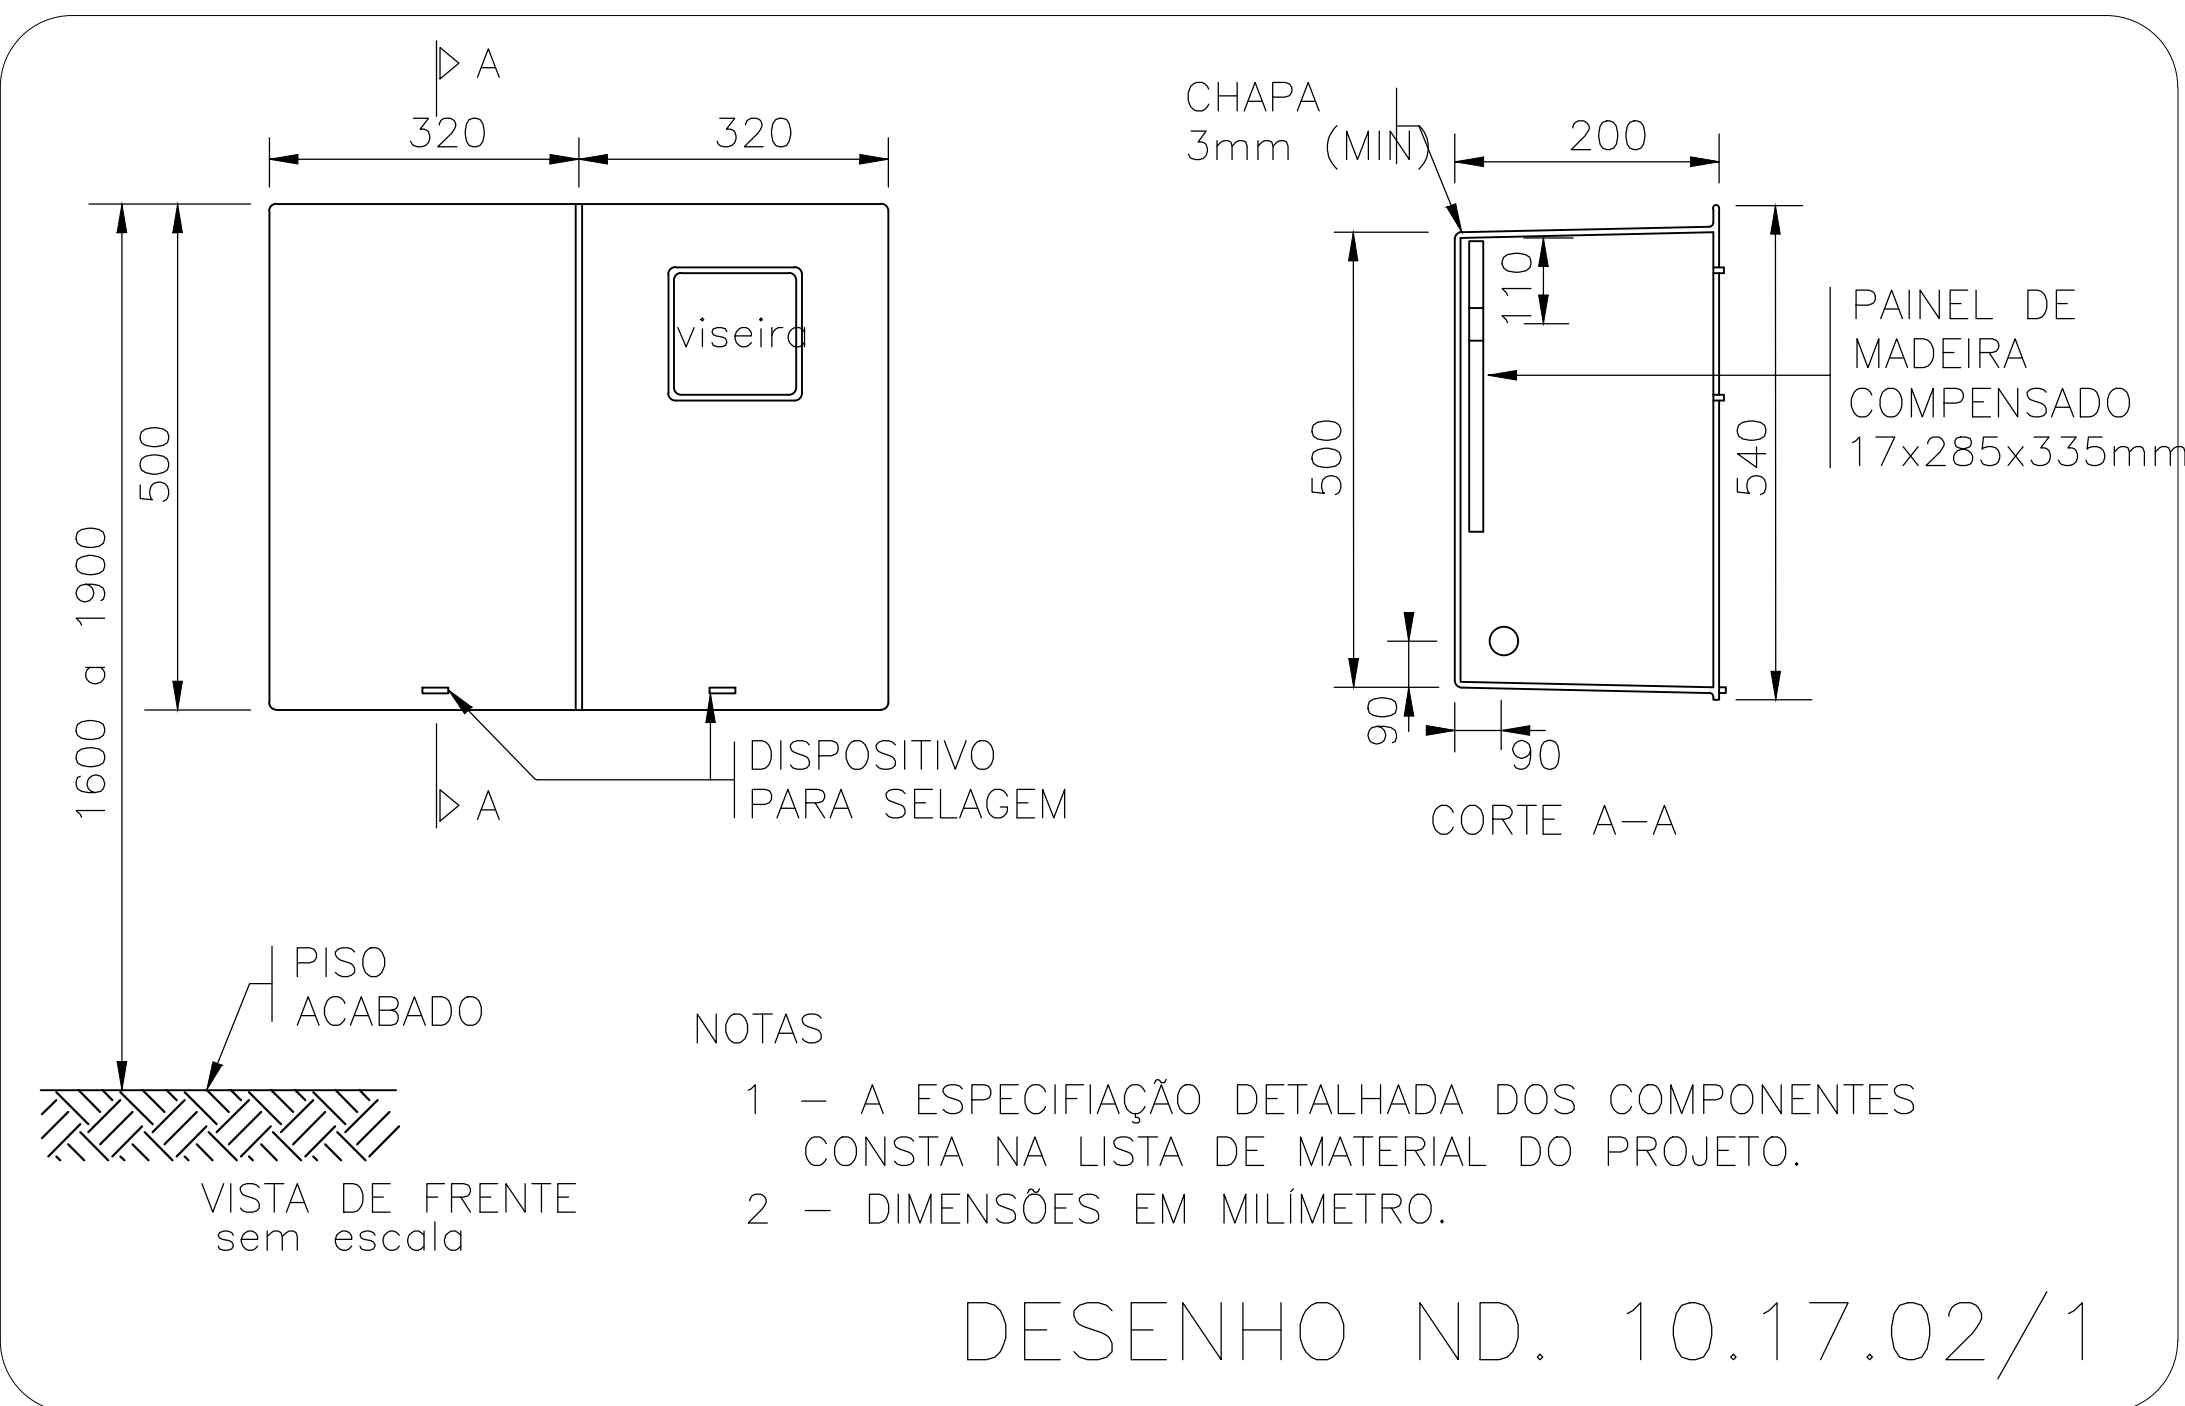 A
320
320
500
1600 a 1900
viseira
DISPOSITIVO
PARA SELAGEM
A
PISO
ACABADO
VISTA DE FRENTE
sem escala
CHAPA
3mm (MIN)
200
110
500
540
PAINEL DE
MADEIRA
COMPENSADO
17x285x335mm
90
90
CORTE A-A
NOTAS
1 - A ESPECIFIAÇÃO DETALHADA DOS COMPONENTES
CONSTA NA LISTA DE MATERIAL DO PROJETO.
2 - DIMENSÕES EM MILÍMETRO.
DESENHO ND. 10.17.02/1